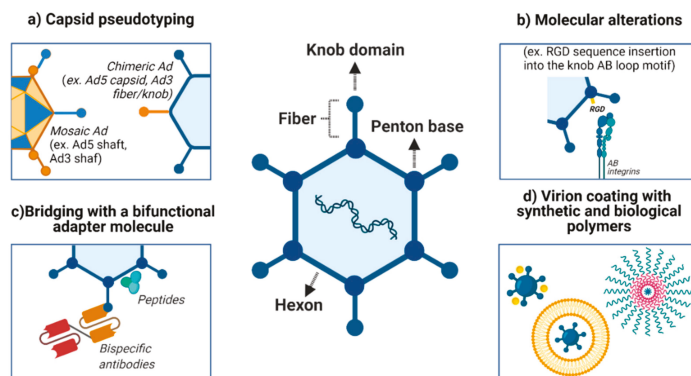 a) Capsid pseudotyping
Chimeric Ad
(ex. Ad5 capsid, Ad3
fiber/knob)
Mosaic Ad
(ex. Ad5 shaft,
Ad3 shaf)
Knob domain
Fiber
Penton base
Hexon
b) Molecular alterations
(ex. RGD sequence insertion
into the knob AB loop motif)
RGD
AB
integrins
c)Bridging with a bifunctional
adapter molecule
Peptides
Bispecific
antibodies
d) Virion coating with
synthetic and biological
polymers